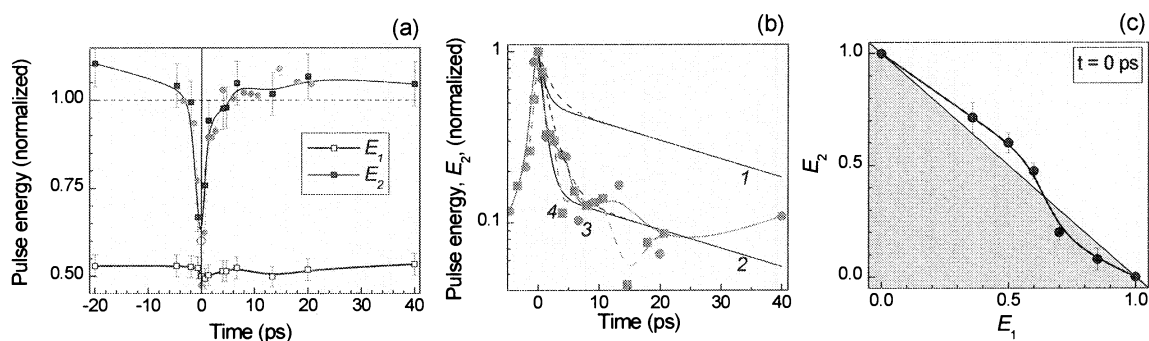 (a)
Pulse energy (normalized)
1.00
0.75
0.50
E₁
E₂
-20 -10 0 10 20 30 40
Time (ps)
(b)
Pulse energy, E₂, (normalized)
1
0.1
1
2
3
4
0 10 20 30 40
Time (ps)
(c)
E₂
1.0
0.5
0.0
t = 0 ps
0.0 0.5 1.0
E₁